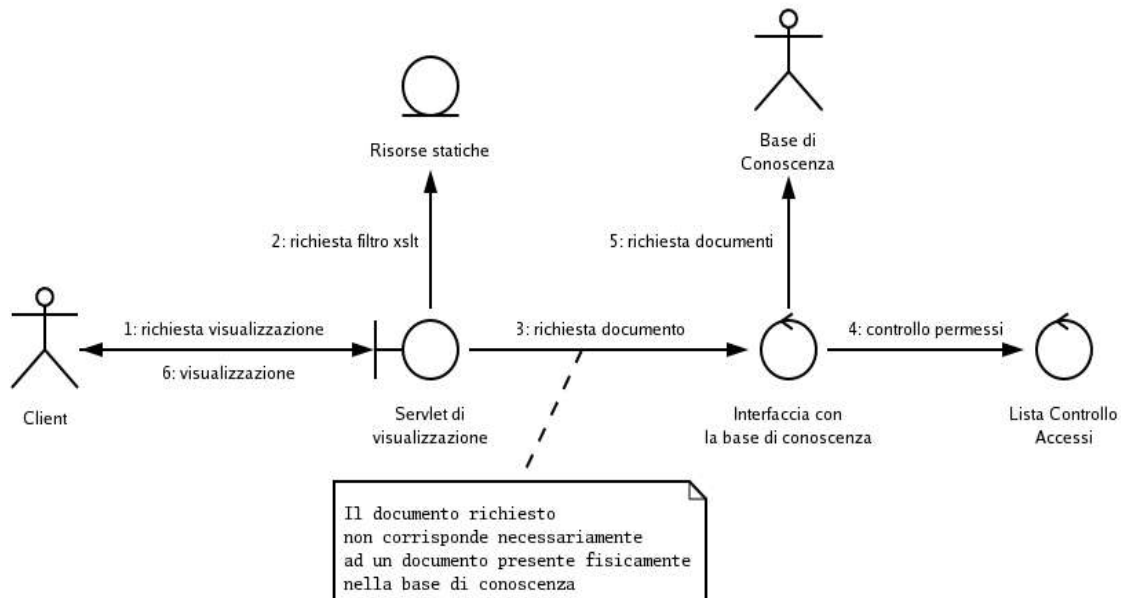 Base di
Conoscenza
Risorse statiche
2: richiesta filtro xslt
5: richiesta documenti
1: richiesta visualizzazione
3: richiesta documento
4: controllo permessi
6: visualizzazione
Client
Servlet di
visualizzazione
Interfaccia con
la base di conoscenza
Lista Controllo
Accessi
Il documento richiesto
non corrisponde necessariamente
ad un documento presente fisicamente
nella base di conoscenza